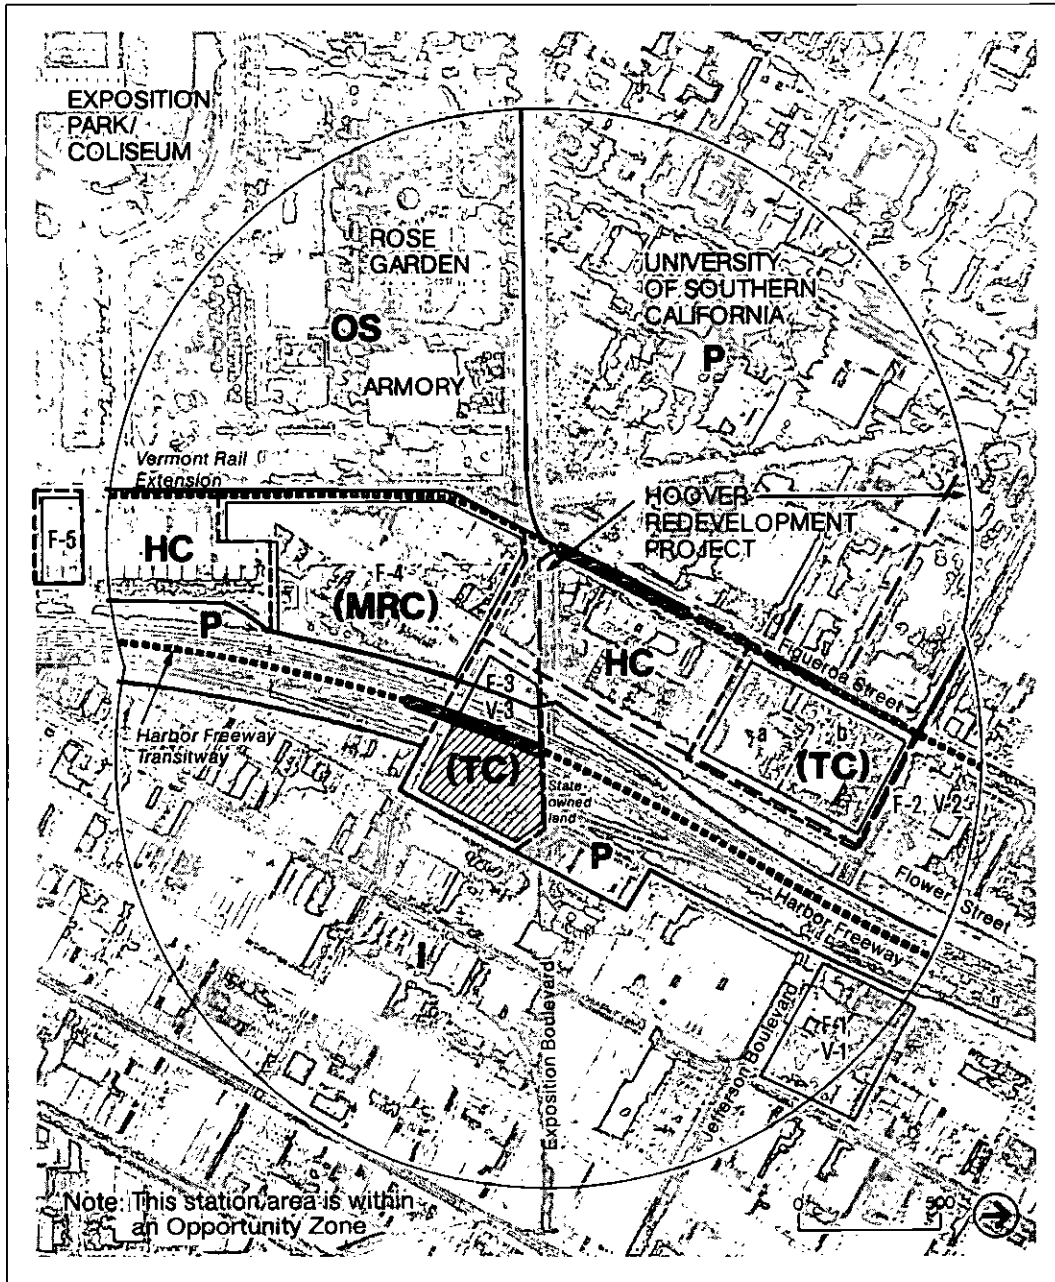 EXPOSITION
PARK/
COLISEUM
ROSE
GARDEN
OS
ARMORY
UNIVERSITY
OF SOUTHERN
CALIFORNIA
P
Vermont Rail
Extension
HOOVER
REDEVELOPMENT
PROJECT
F-5
HC
F-4
(MRC)
P
HC
Figueroa Street
F-3
V-3
a
b
(TC)
Harbor Freeway
Transitway
(TC)
State
owned
land
F-2, V-2
P
Flower Street
Harbor Freeway
I
Exposition Boulevard
Jefferson Boulevard
F-1
V-1
Note: This station area is within
an Opportunity Zone
0 500